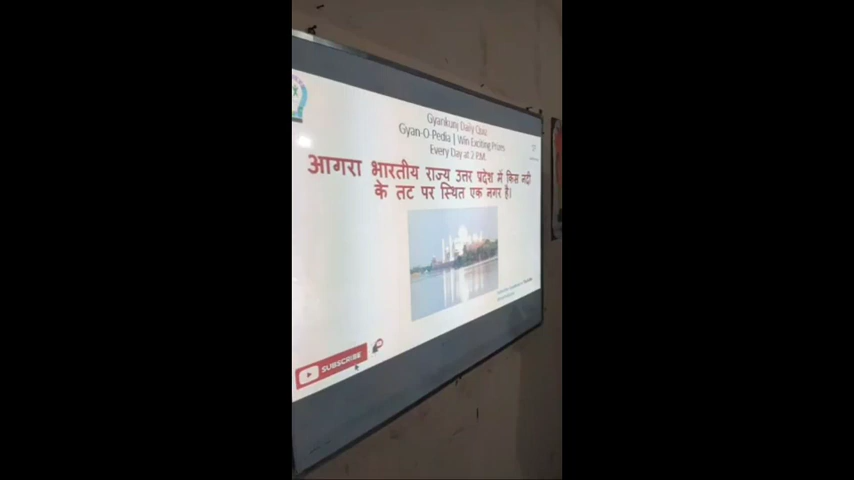 Gyankunj Daily Quiz
Gyan-O-Pedia | Win Exciting Prizes
Every Day at 2 P.M.
आगरा भारतीय राज्य उत्तर प्रदेश में किस नदी
के तट पर स्थित एक नगर है।
SUBSCRIBE